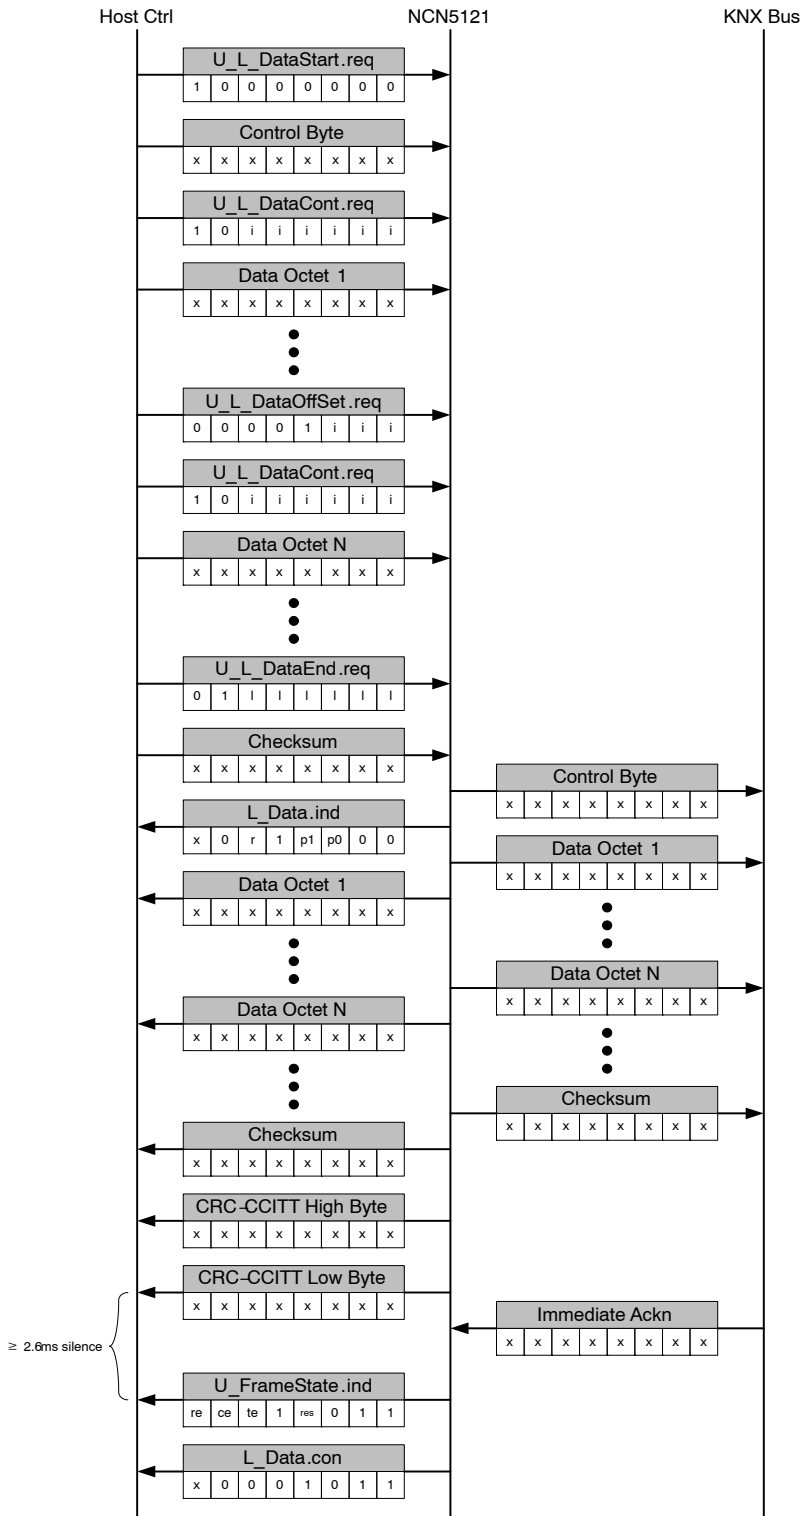 Host Ctrl NCN5121 KNX Bus
U_L_DataStart.req
1 0 0 0 0 0 0 0
Control Byte
x x x x x x x x
U_L_DataCont.req
1 0 i i i i i i
Data Octet 1
x x x x x x x x
U_L_DataOffSet.req
0 0 0 0 1 i i i
U_L_DataCont.req
1 0 i i i i i i
Data Octet N
x x x x x x x x
U_L_DataEnd.req
0 1 l l l l l l
Checksum
x x x x x x x x
Control Byte
x x x x x x x x
L_Data.ind
x 0 r 1 p1 p0 0 0
Data Octet 1
x x x x x x x x
Data Octet 1
x x x x x x x x
Data Octet N
x x x x x x x x
Data Octet N
x x x x x x x x
Checksum
x x x x x x x x
Checksum
x x x x x x x x
CRC-CCITT High Byte
x x x x x x x x
CRC-CCITT Low Byte
x x x x x x x x
Immediate Ackn
x x x x x x x x
≥ 2.6ms silence
U_FrameState.ind
re ce te 1 res 0 1 1
L_Data.con
x 0 0 0 1 0 1 1